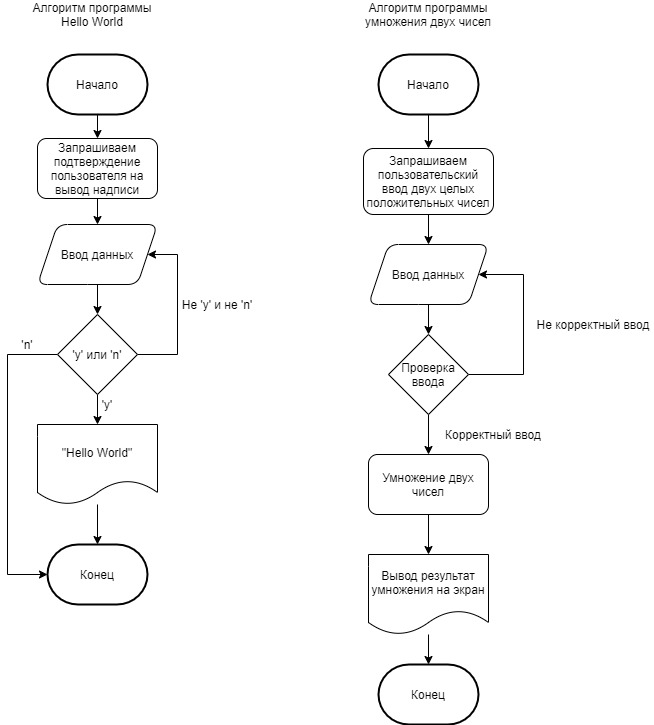 Алгоритм программы
Hello World
Начало
Запрашиваем
подтверждение
пользователя на
вывод надписи
Ввод данных
Не 'y' и не 'n'
'n'
'y' или 'n'
'y'
"Hello World"
Конец
Алгоритм программы
умножения двух чисел
Начало
Запрашиваем
пользовательский
ввод двух целых
положительных чисел
Ввод данных
Не корректный ввод
Проверка
ввода
Корректный ввод
Умножение двух
чисел
Вывод результат
умножения на экран
Конец